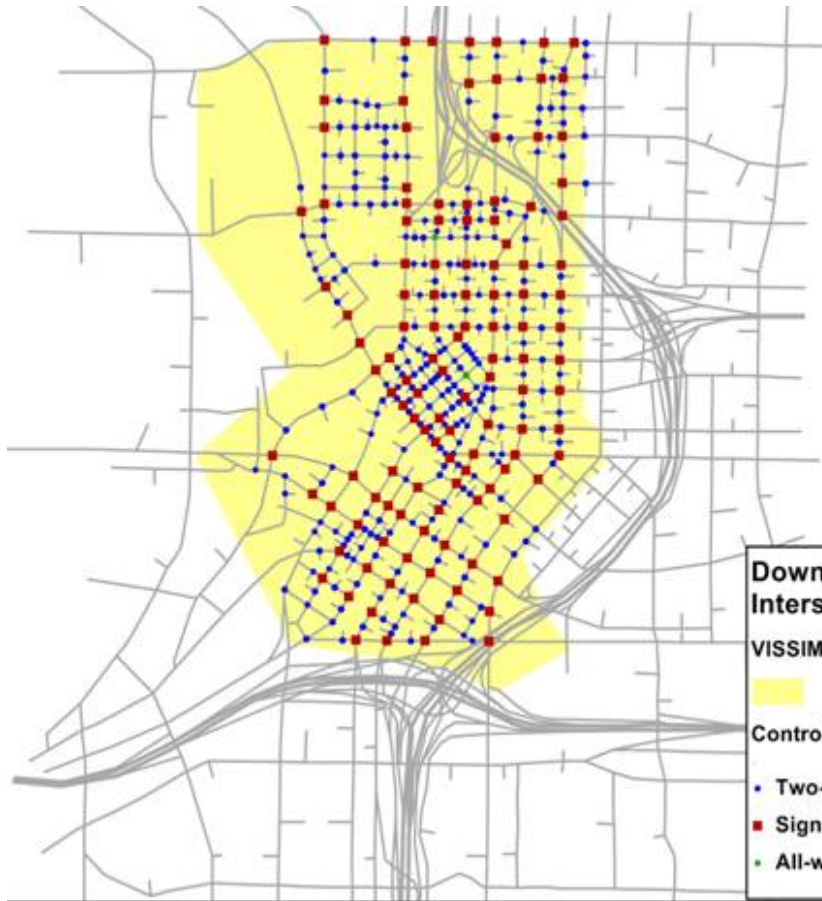 Down
Inters
VISSIM
Contro
Two-
Sign
All-w